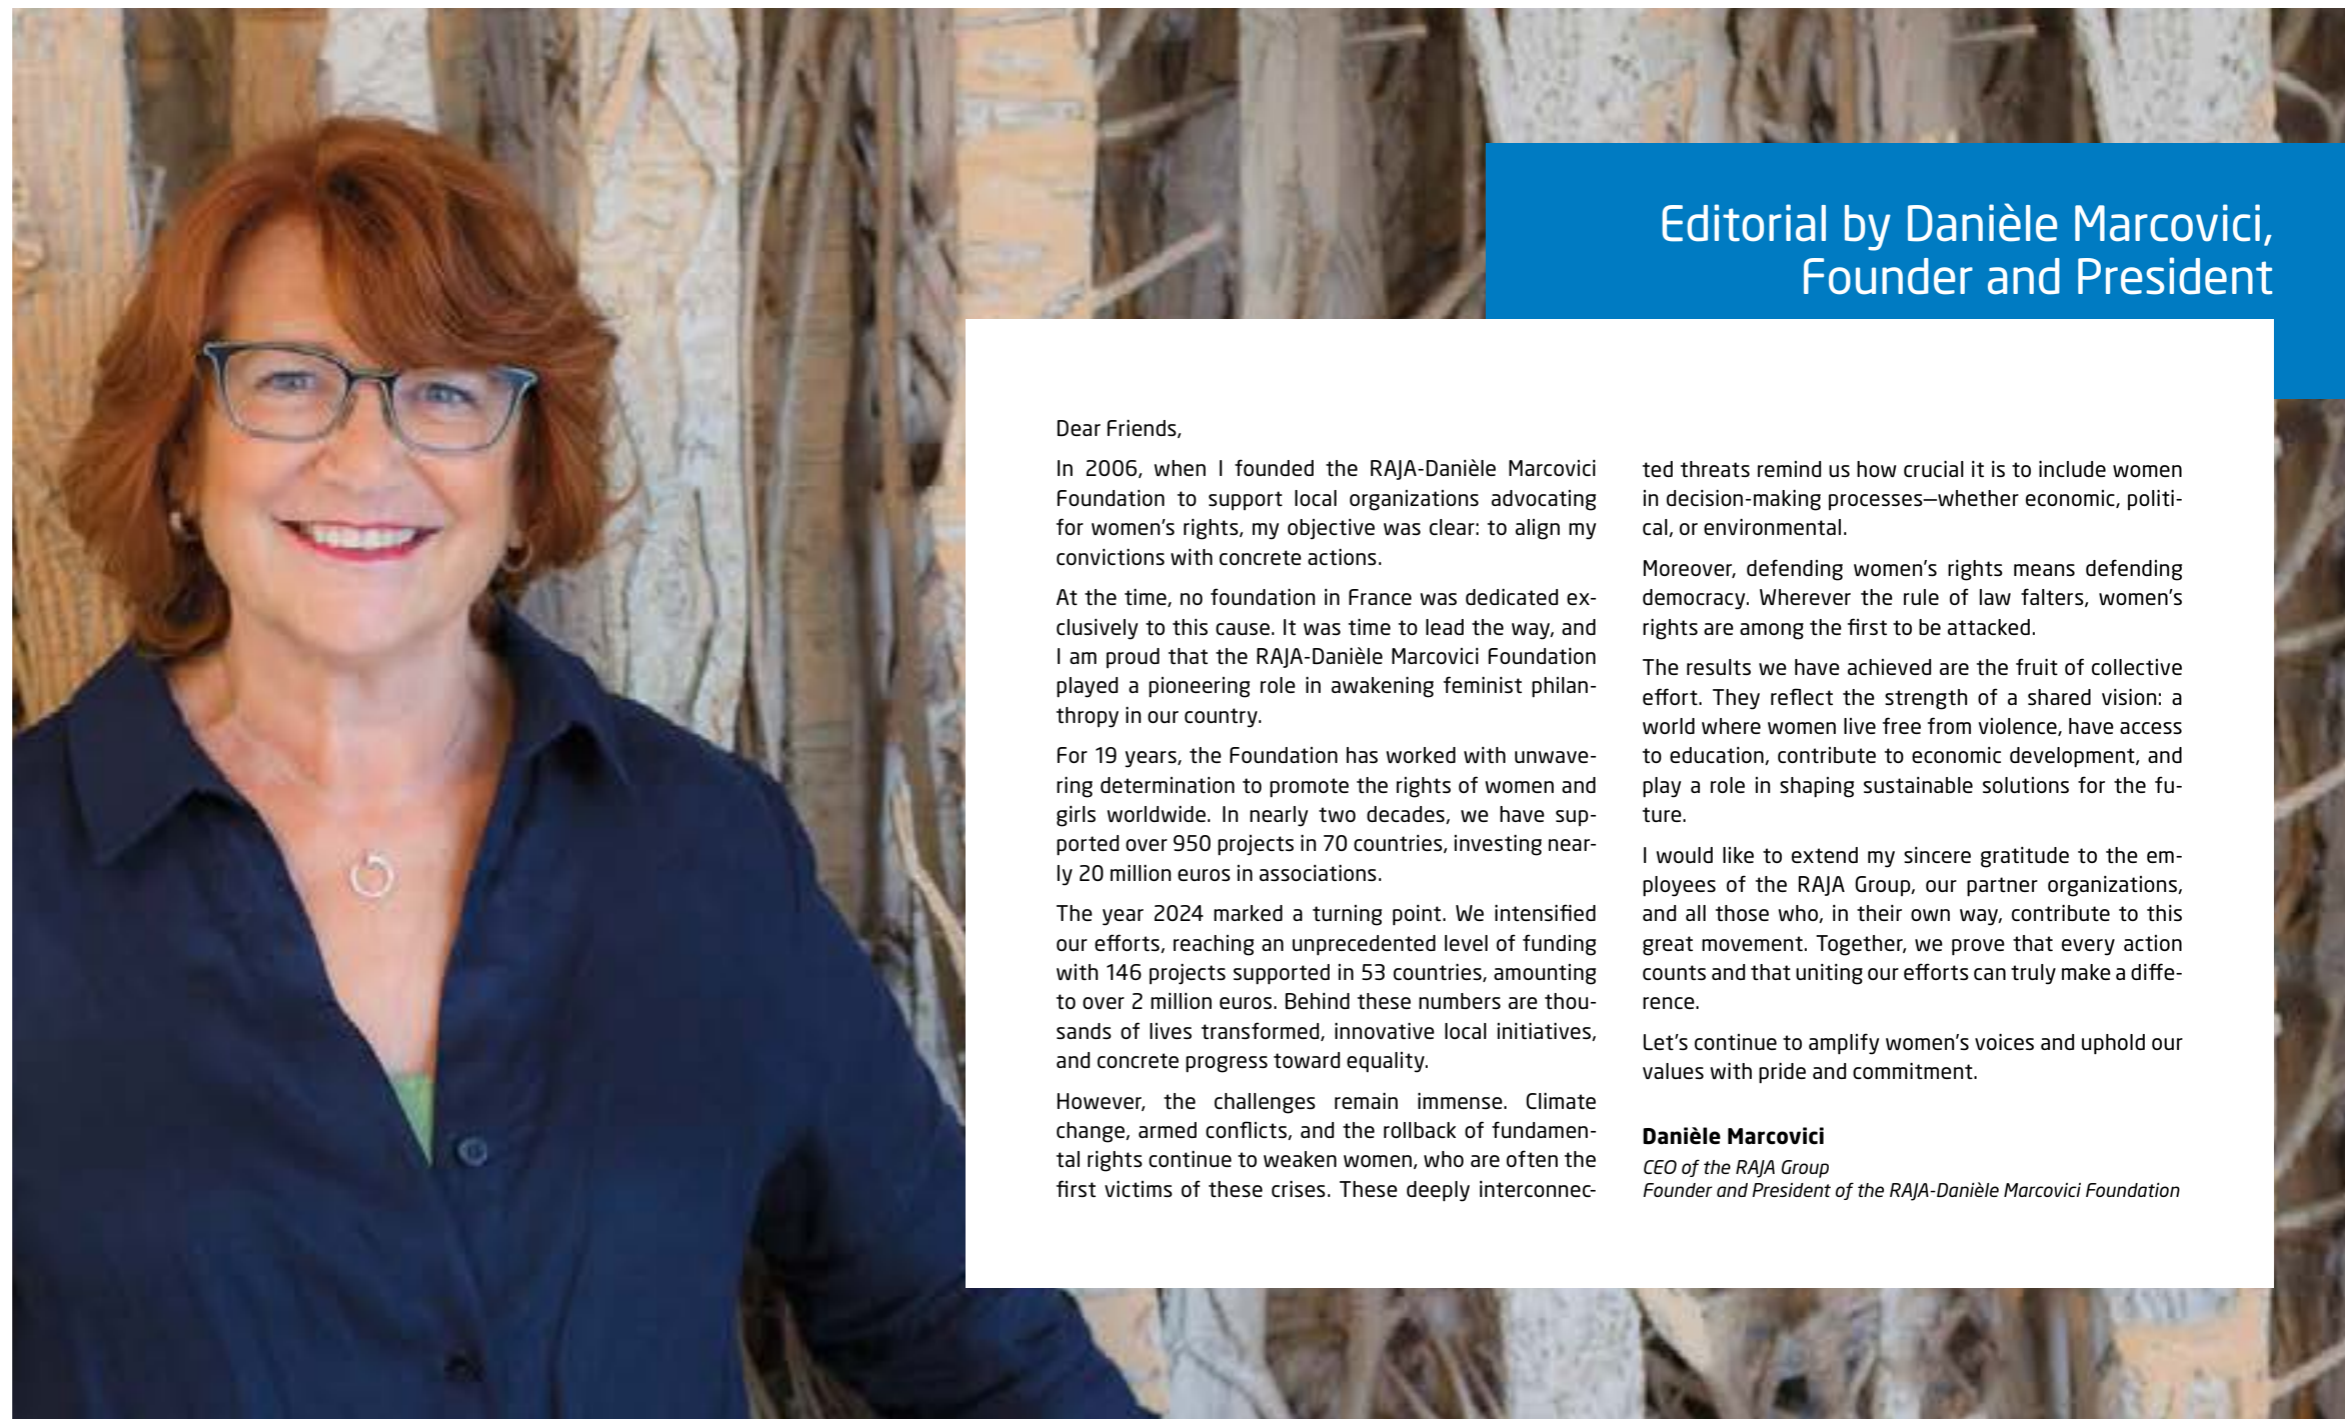 Editorial by Danièle Marcovici,
Founder and President
Dear Friends,
In 2006, when I founded the RAJA-Danièle Marcovici
Foundation to support local organizations advocating
for women's rights, my objective was clear: to align my
convictions with concrete actions.
At the time, no foundation in France was dedicated ex-
clusively to this cause. It was time to lead the way, and
I am proud that the RAJA-Danièle Marcovici Foundation
played a pioneering role in awakening feminist philan-
thropy in our country.
For 19 years, the Foundation has worked with unwave-
ring determination to promote the rights of women and
girls worldwide. In nearly two decades, we have sup-
ported over 950 projects in 70 countries, investing near-
ly 20 million euros in associations.
The year 2024 marked a turning point. We intensified
our efforts, reaching an unprecedented level of funding
with 146 projects supported in 53 countries, amounting
to over 2 million euros. Behind these numbers are thou-
sands of lives transformed, innovative local initiatives,
and concrete progress toward equality.
However, the challenges remain immense. Climate
change, armed conflicts, and the rollback of fundamen-
tal rights continue to weaken women, who are often the
first victims of these crises. These deeply interconnec-
ted threats remind us how crucial it is to include women
in decision-making processes—whether economic, politi-
cal, or environmental.
Moreover, defending women's rights means defending
democracy. Wherever the rule of law falters, women's
rights are among the first to be attacked.
The results we have achieved are the fruit of collective
effort. They reflect the strength of a shared vision: a
world where women live free from violence, have access
to education, contribute to economic development, and
play a role in shaping sustainable solutions for the fu-
ture.
I would like to extend my sincere gratitude to the em-
ployees of the RAJA Group, our partner organizations,
and all those who, in their own way, contribute to this
great movement. Together, we prove that every action
counts and that uniting our efforts can truly make a diffe-
rence.
Let's continue to amplify women's voices and uphold our
values with pride and commitment.
Danièle Marcovici
CEO of the RAJA Group
Founder and President of the RAJA-Danièle Marcovici Foundation